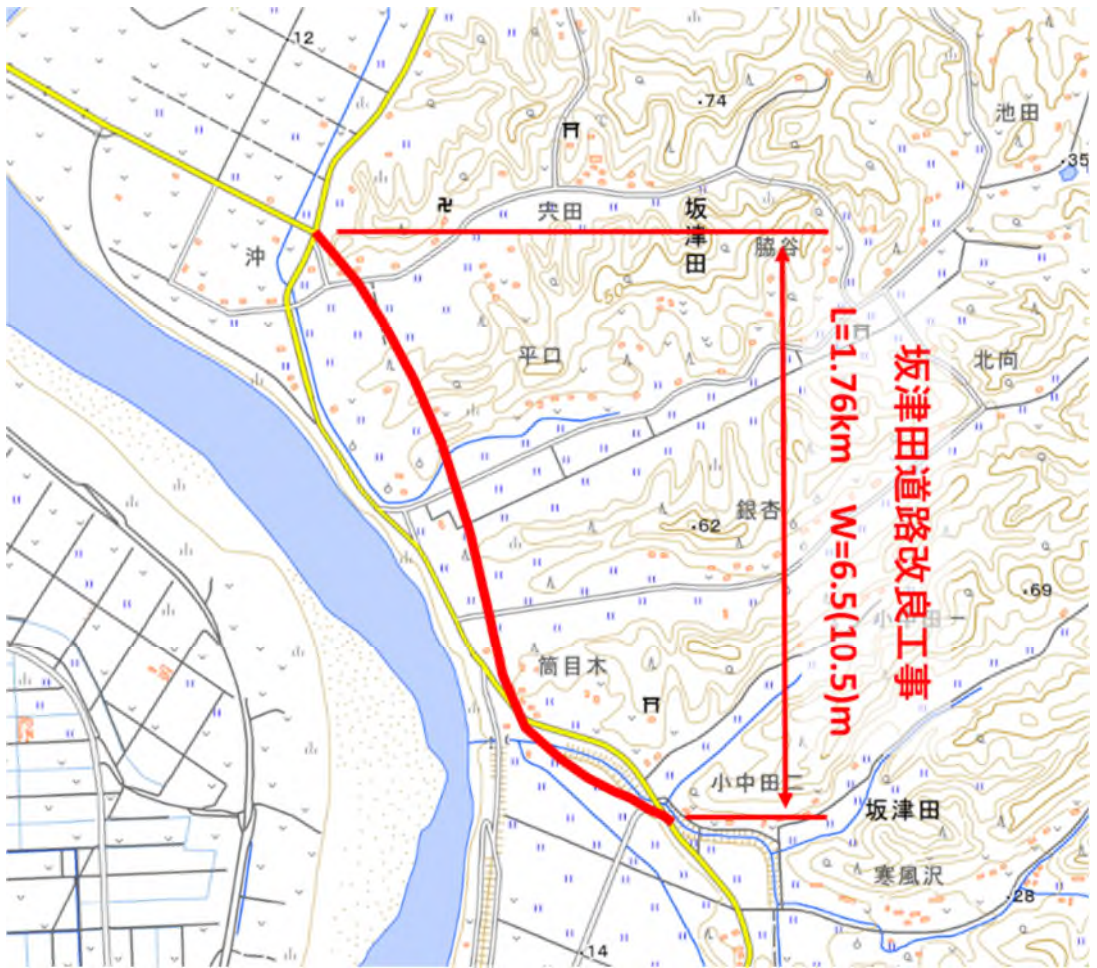 12
74
池田
35
宍田
坂津田
沖
脇谷
50
平口
北向
坂津田道路改良工事
L=1.76km W=6.5(10.5)m
銀杏
62
69
小中田一
筒目木
小中田二
坂津田
寒風沢
28
14